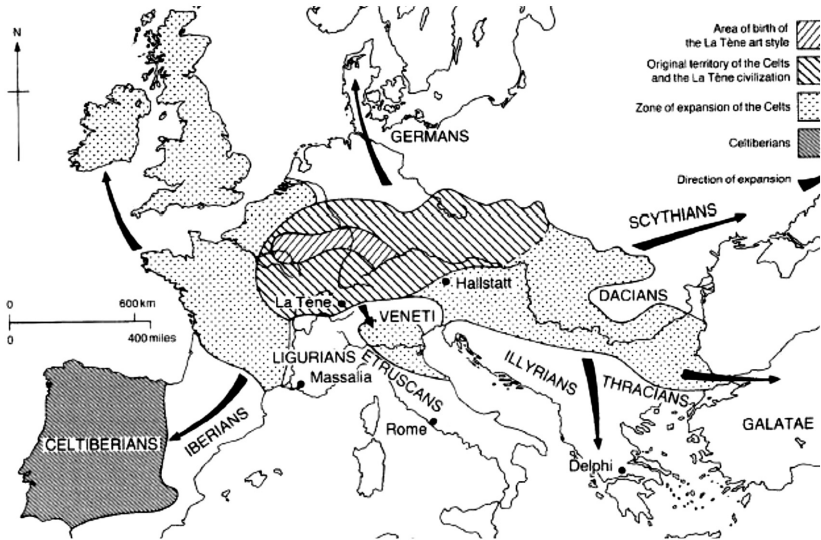 N
Area of birth of
the La Tène art style
Original territory of the Celts
and the La Tène civilization
Zone of expansion of the Celts
Celtiberians
Direction of expansion
GERMANS
SCYTHIANS
Hallstatt
DACIANS
La Tène
VENETI
0 600 km
0 400 miles
LIGURIANS
Massalia
ETRUSCANS
ILLYRIANS
THRACIANS
CELTIBERIANS
IBERIANS
Rome
GALATAE
Delphi